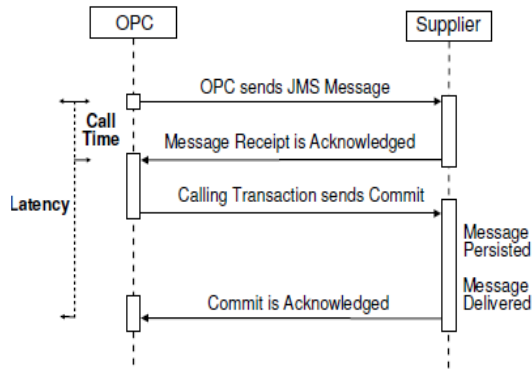 OPC
Supplier
OPC sends JMS Message
Call
Time
Message Receipt is Acknowledged
Calling Transaction sends Commit
Latency
Message
Persisted
Message
Delivered
Commit is Acknowledged